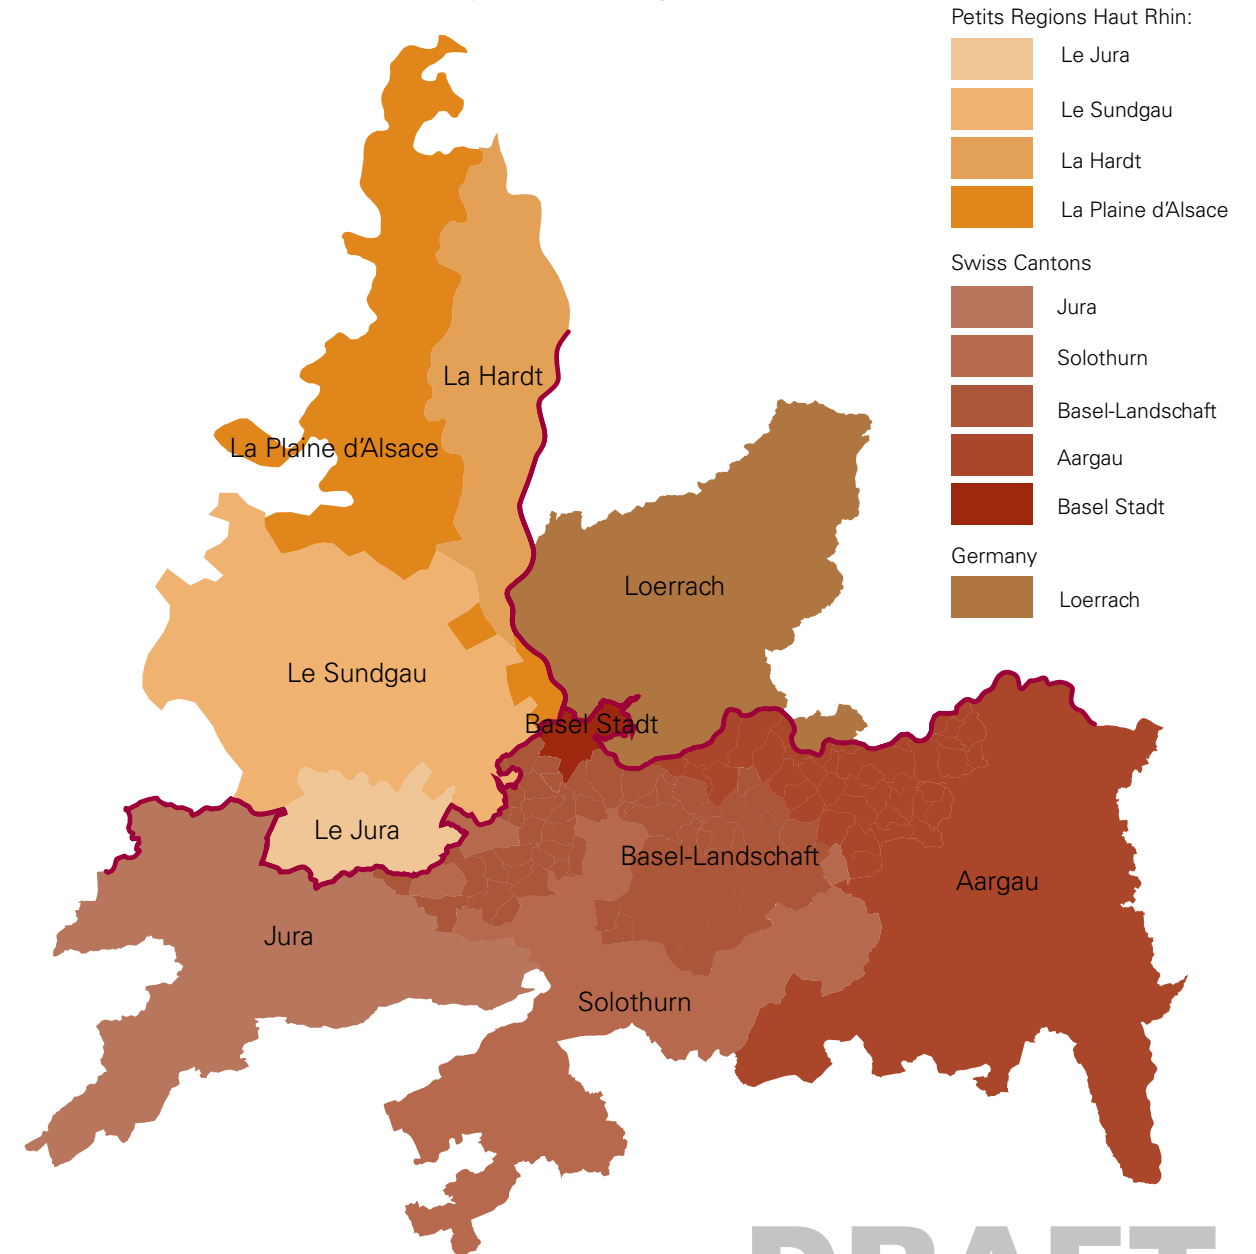 Petits Regions Haut Rhin:
Le Jura
Le Sundgau
La Hardt
La Plaine d'Alsace
Swiss Cantons
Jura
Solothurn
Basel-Landschaft
Aargau
Basel Stadt
Germany
Loerrach
La Hardt
La Plaine d'Alsace
Loerrach
Le Sundgau
Basel Stadt
Le Jura
Basel-Landschaft
Aargau
Jura
Solothurn
DRAFT